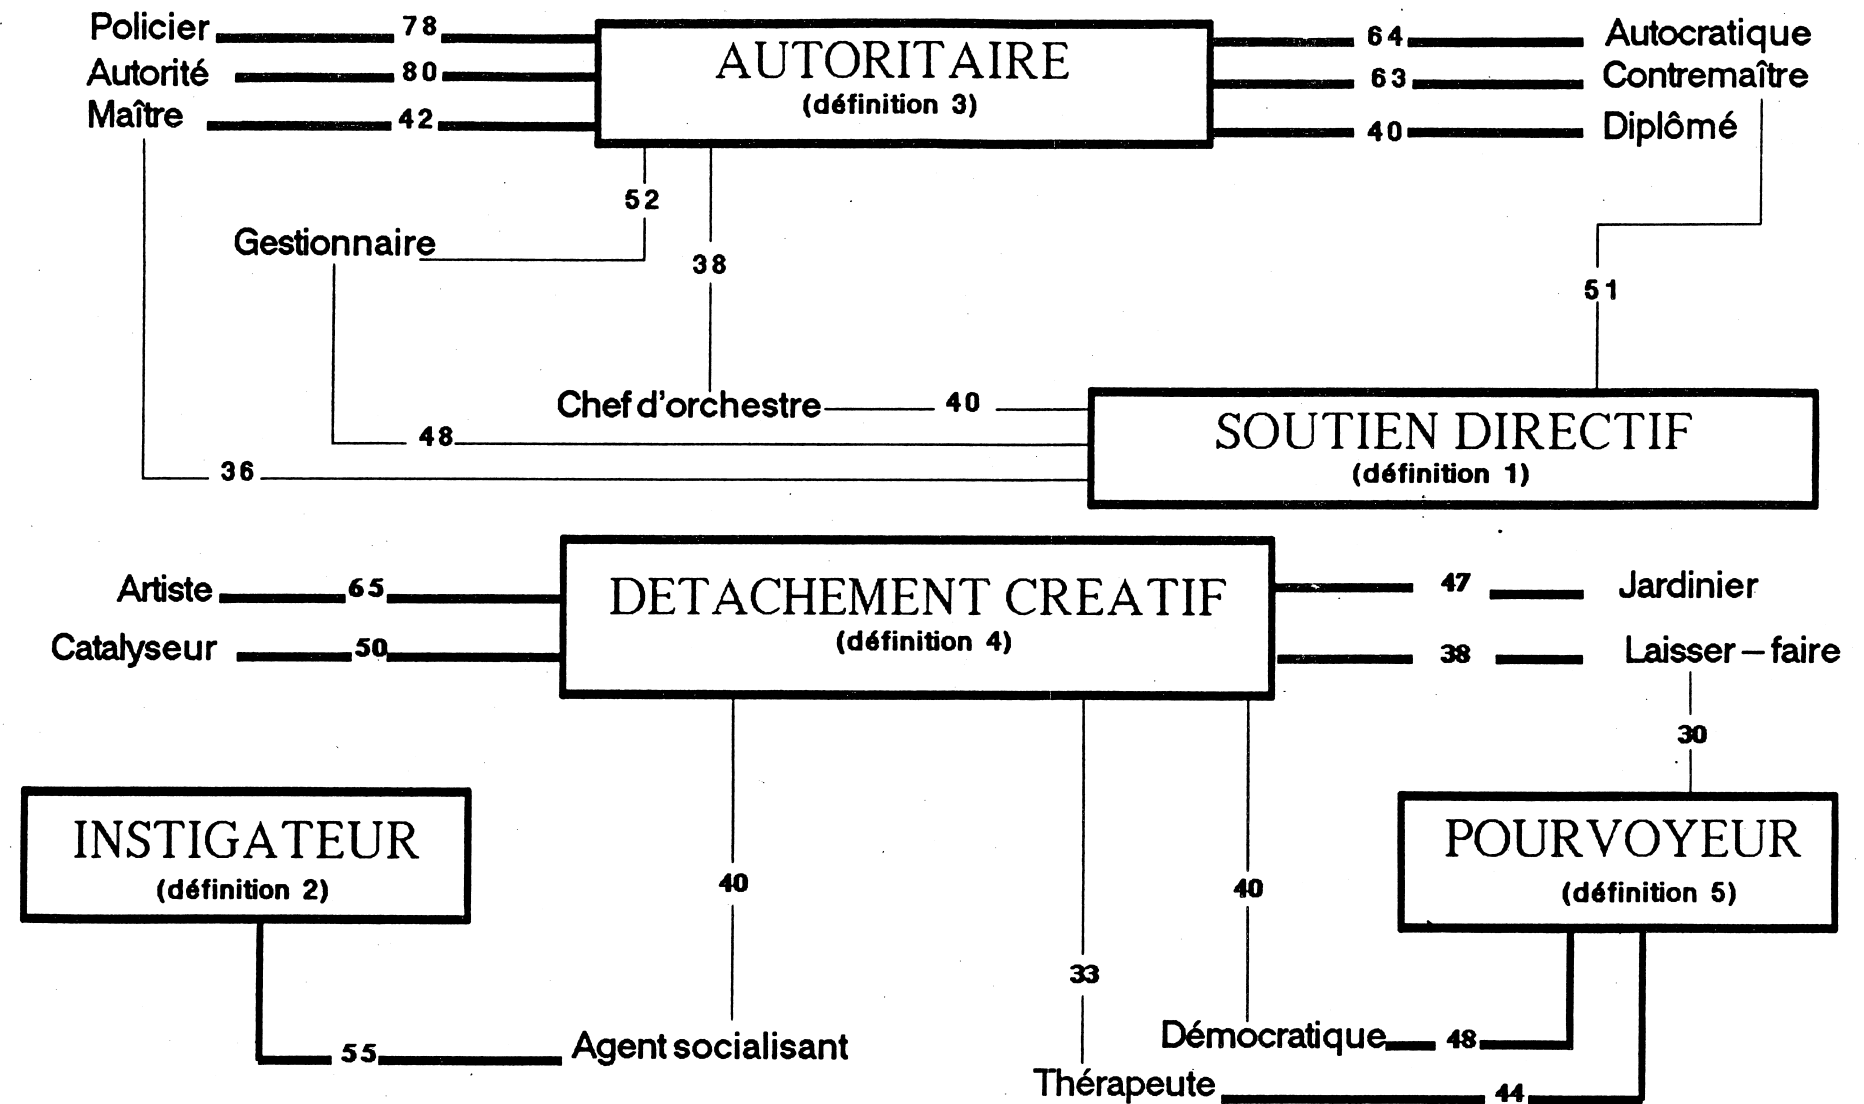 Policier 78 AUTORITAIRE 64 Autocratique
Autorité 80 (définition 3) 63 Contremaître
Maître 42 40 Diplômé
52
Gestionnaire 38
51
Chef d'orchestre 40 SOUTIEN DIRECTIF
48 (définition 1)
36
Artiste 65 DETACHEMENT CREATIF 47 Jardinier
Catalyseur 50 (définition 4) 38 Laisser–faire
30
INSTIGATEUR POURVOYEUR
(définition 2) 40 40 (définition 5)
33
55 Agent socialisant Démocratique 48
Thérapeute 44